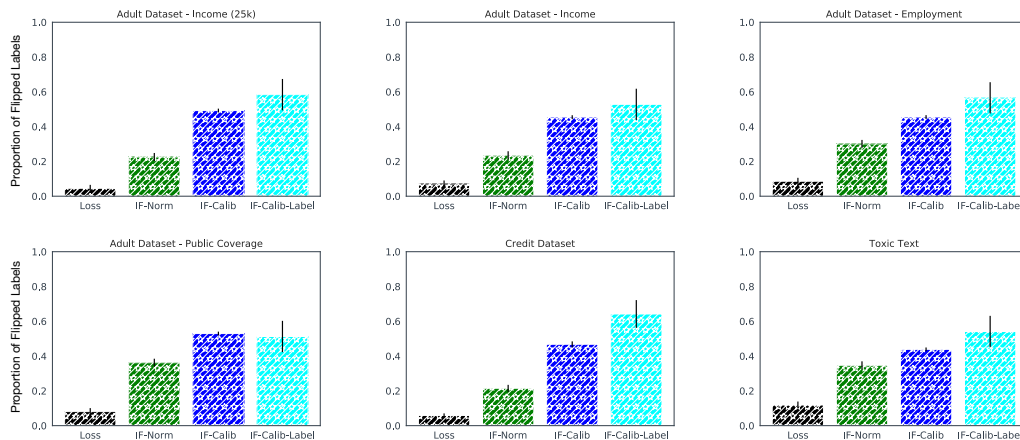 Adult Dataset - Income (25k)
Proportion of Flipped Labels
1.0
0.8
0.6
0.4
0.2
0.0
Loss IF-Norm IF-Calib IF-Calib-Label
Adult Dataset - Income
1.0
0.8
0.6
0.4
0.2
0.0
Loss IF-Norm IF-Calib IF-Calib-Label
Adult Dataset - Employment
1.0
0.8
0.6
0.4
0.2
0.0
Loss IF-Norm IF-Calib IF-Calib-Label
Adult Dataset - Public Coverage
Proportion of Flipped Labels
1.0
0.8
0.6
0.4
0.2
0.0
Loss IF-Norm IF-Calib IF-Calib-Label
Credit Dataset
1.0
0.8
0.6
0.4
0.2
0.0
Loss IF-Norm IF-Calib IF-Calib-Label
Toxic Text
1.0
0.8
0.6
0.4
0.2
0.0
Loss IF-Norm IF-Calib IF-Calib-Label